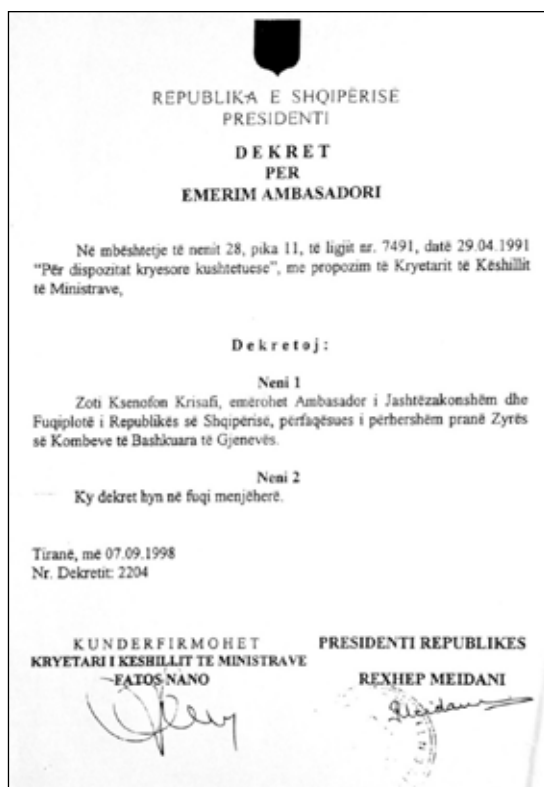 REPUBLIKA E SHQIPËRISË
PRESIDENTI
DEKRET
PER
EMERIM AMBASADORI
Në mbështetje të nenit 28, pika 11, të ligjit nr. 7491, datë 29.04.1991
"Për dispozitat kryesore kushtetuese", me propozim të Kryetarit të Këshillit
të Ministrave,
Dekretoj:
Neni 1
Zoti Ksenofon Krisafi, emërohet Ambasador i Jashtëzakonshëm dhe
Fuqiplotë i Republikës së Shqipërisë, përfaqësues i përhershëm pranë Zyrës
së Kombeve të Bashkuara të Gjenevës.
Neni 2
Ky dekret hyn në fuqi menjëherë.
Tiranë, më 07.09.1998
Nr. Dekretit: 2204
KUNDERFIRMOHET
KRYETARI I KESHILLIT TE MINISTRAVE
FATOS NANO
PRESIDENTI REPUBLIKES
REXHEP MEIDANI
Meidani